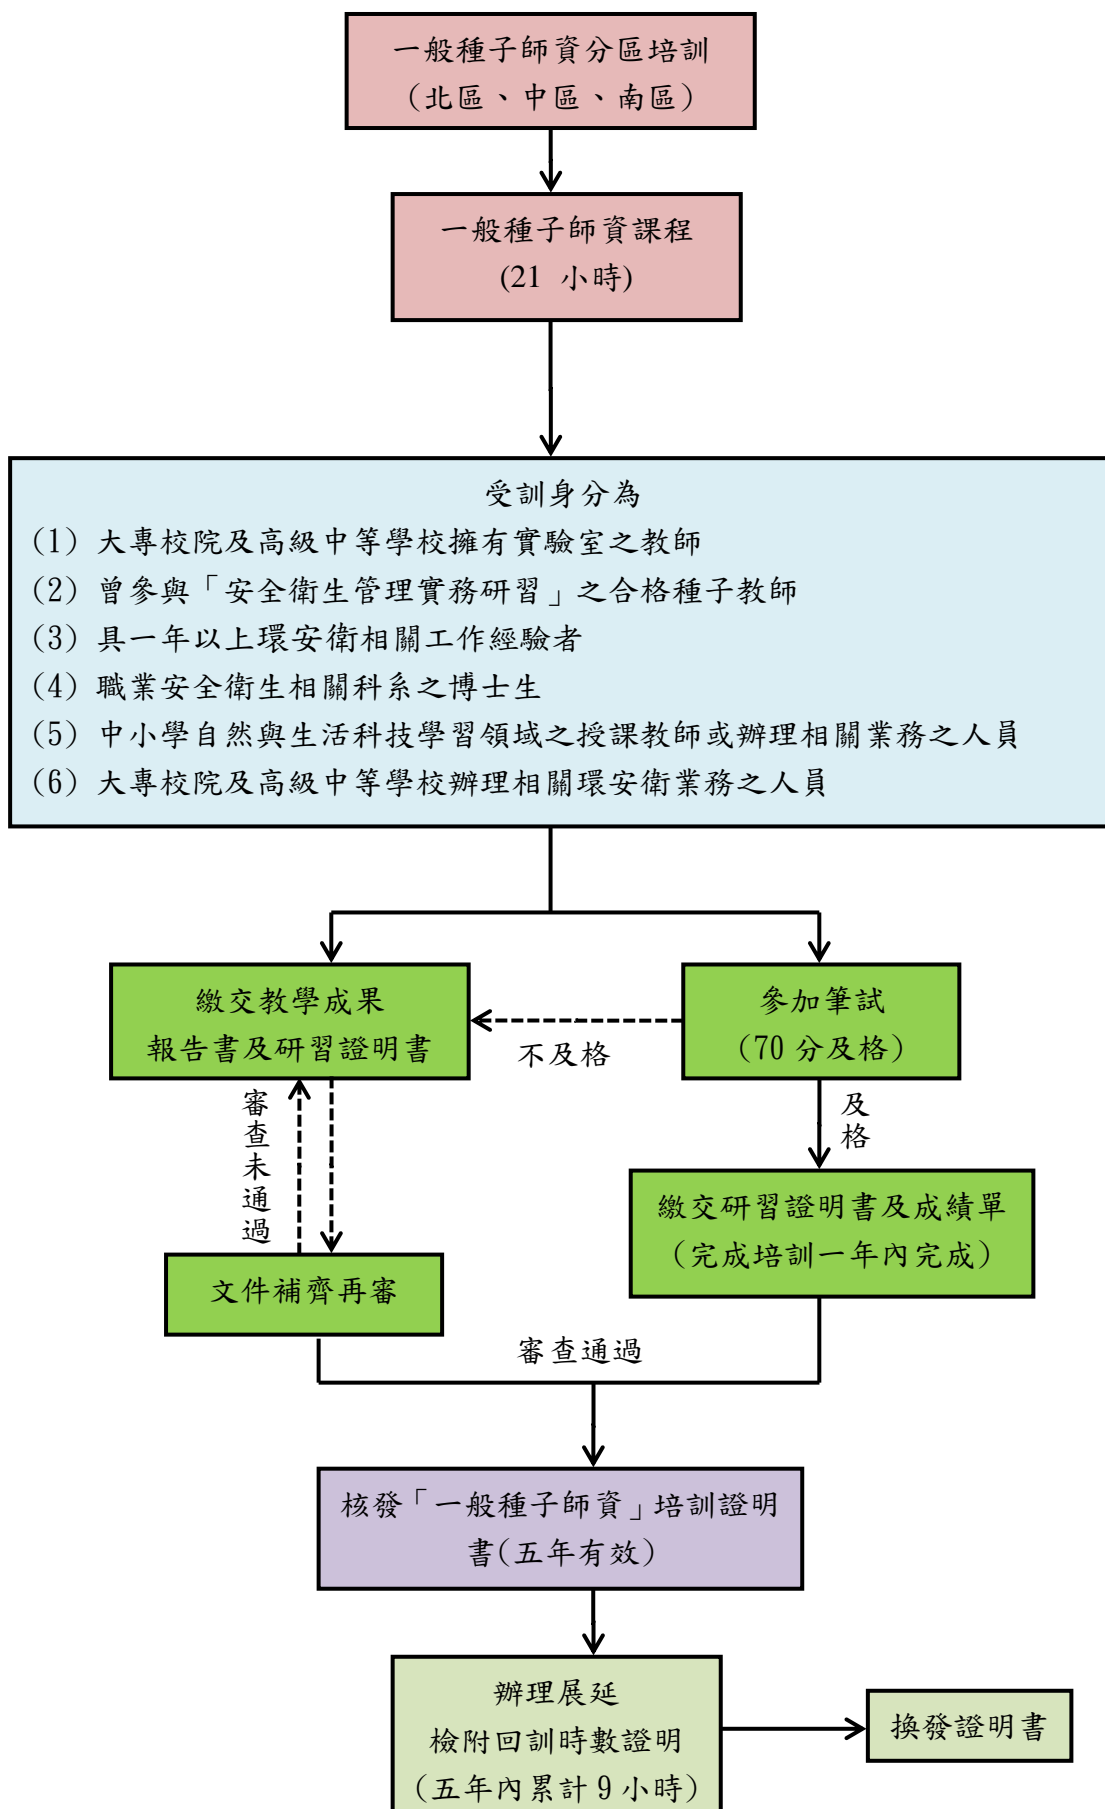 一般種子師資分區培訓
（北區、中區、南區）
一般種子師資課程
(21 小時)
受訓身分為
(1) 大專校院及高級中等學校擁有實驗室之教師
(2) 曾參與「安全衛生管理實務研習」之合格種子教師
(3) 具一年以上環安衛相關工作經驗者
(4) 職業安全衛生相關科系之博士生
(5) 中小學自然與生活科技學習領域之授課教師或辦理相關業務之人員
(6) 大專校院及高級中等學校辦理相關環安衛業務之人員
繳交教學成果
報告書及研習證明書
不及格
參加筆試
（70 分及格）
審查未通過
及格
繳交研習證明書及成績單
（完成培訓一年內完成）
文件補齊再審
審查通過
核發「一般種子師資」培訓證明
書(五年有效)
辦理展延
檢附回訓時數證明
（五年內累計 9 小時）
換發證明書